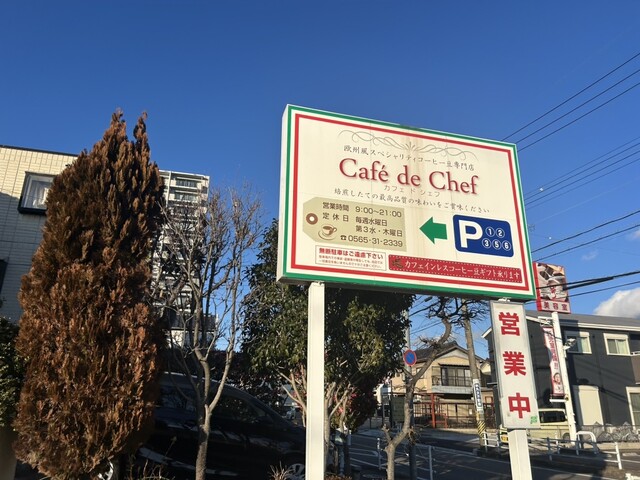 欧州風スペシャリティコーヒー豆専門店
Café de Chef
カフェ ド シェフ
焙煎したての最高品質の味わいをご賞味ください
営業時間 9:00~21:00
定休日 毎週水曜日
第3水・木曜日
☎0565-31-2339
P ①②
③⑤⑥
無断駐車はご遠慮下さい
カフェインレスコーヒー豆ギフト承ります
営業中
美容室